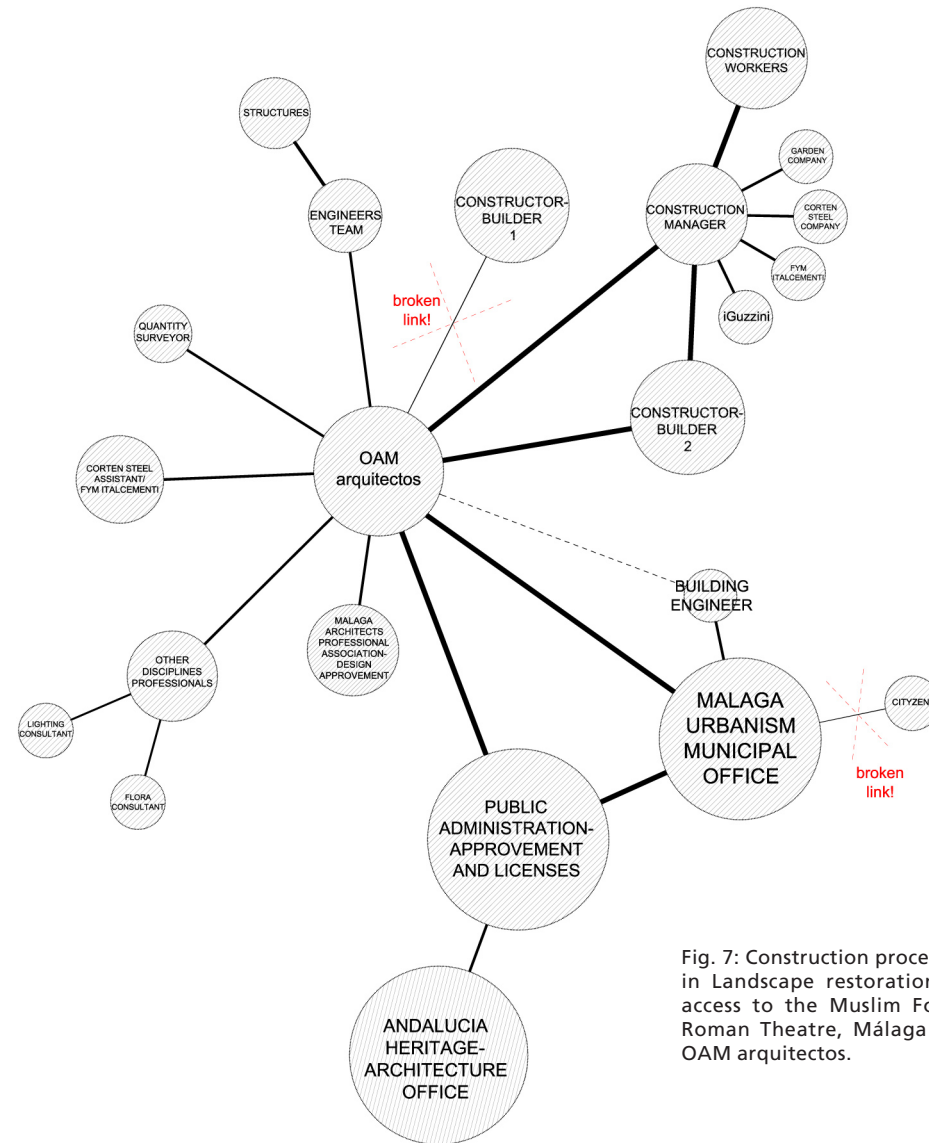 CONSTRUCTION
WORKERS
STRUCTURES
GARDEN
COMPANY
CONSTRUCTOR-
BUILDER
1
ENGINEERS
TEAM
CONSTRUCTION
MANAGER
CORTEN
STEEL
COMPANY
FYM
ITALCEMENTI
broken
link!
iGuzzini
QUANTITY
SURVEYOR
CONSTRUCTOR-
BUILDER
2
OAM
arquitectos
CORTEN STEEL
ASSISTANT/
FYM ITALCEMENTI
BUILDING
ENGINEER
MALAGA
ARCHITECTS
PROFESSIONAL
ASSOCIATION-
DESIGN
APPROVEMENT
OTHER
DISCIPLINES
PROFESSIONALS
LIGHTING
CONSULTANT
FLORA
CONSULTANT
MALAGA
URBANISM
MUNICIPAL
OFFICE
CITYZEN
broken
link!
PUBLIC
ADMINISTRATION-
APPROVEMENT
AND LICENSES
ANDALUCIA
HERITAGE-
ARCHITECTURE
OFFICE
Fig. 7: Construction proce
in Landscape restoration
access to the Muslim Fo
Roman Theatre, Málaga
OAM arquitectos.